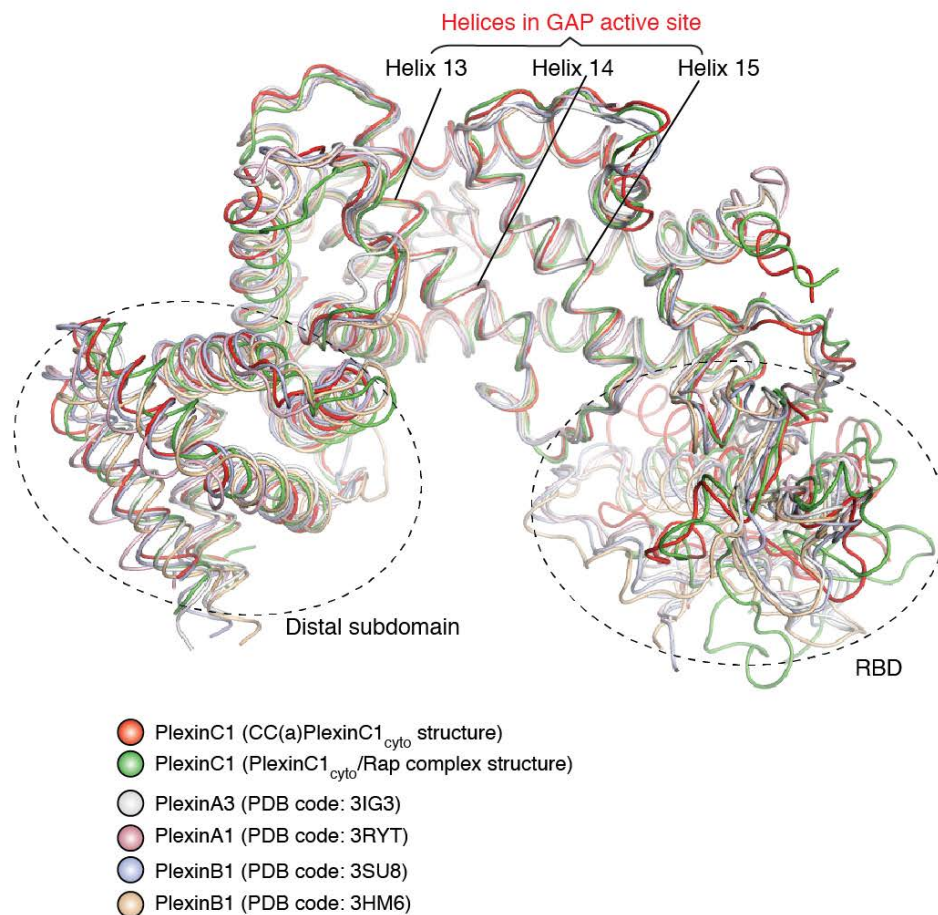 Helices in GAP active site
Helix 13 Helix 14 Helix 15
Distal subdomain
RBD
PlexinC1 (CC(a)PlexinC1cyto structure)
PlexinC1 (PlexinC1cyto/Rap complex structure)
PlexinA3 (PDB code: 3IG3)
PlexinA1 (PDB code: 3RYT)
PlexinB1 (PDB code: 3SU8)
PlexinB1 (PDB code: 3HM6)